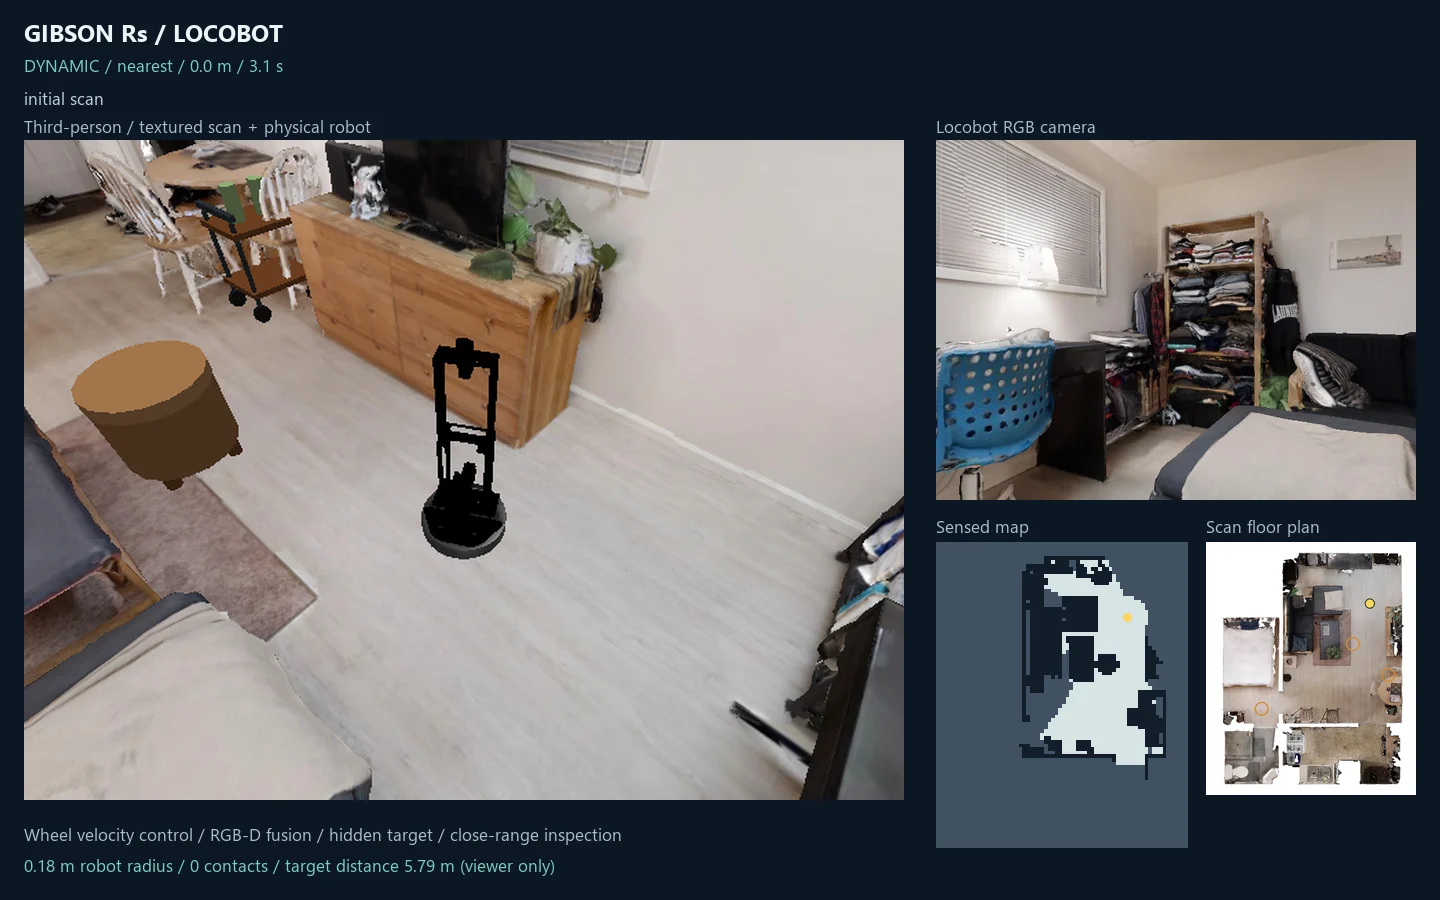 GIBSON Rs / LOCOBOT
DYNAMIC / nearest / 0.0 m / 3.1 s
initial scan
Third-person / textured scan + physical robot
Locobot RGB camera
Sensed map
Scan floor plan
Wheel velocity control / RGB-D fusion / hidden target / close-range inspection
0.18 m robot radius / 0 contacts / target distance 5.79 m (viewer only)